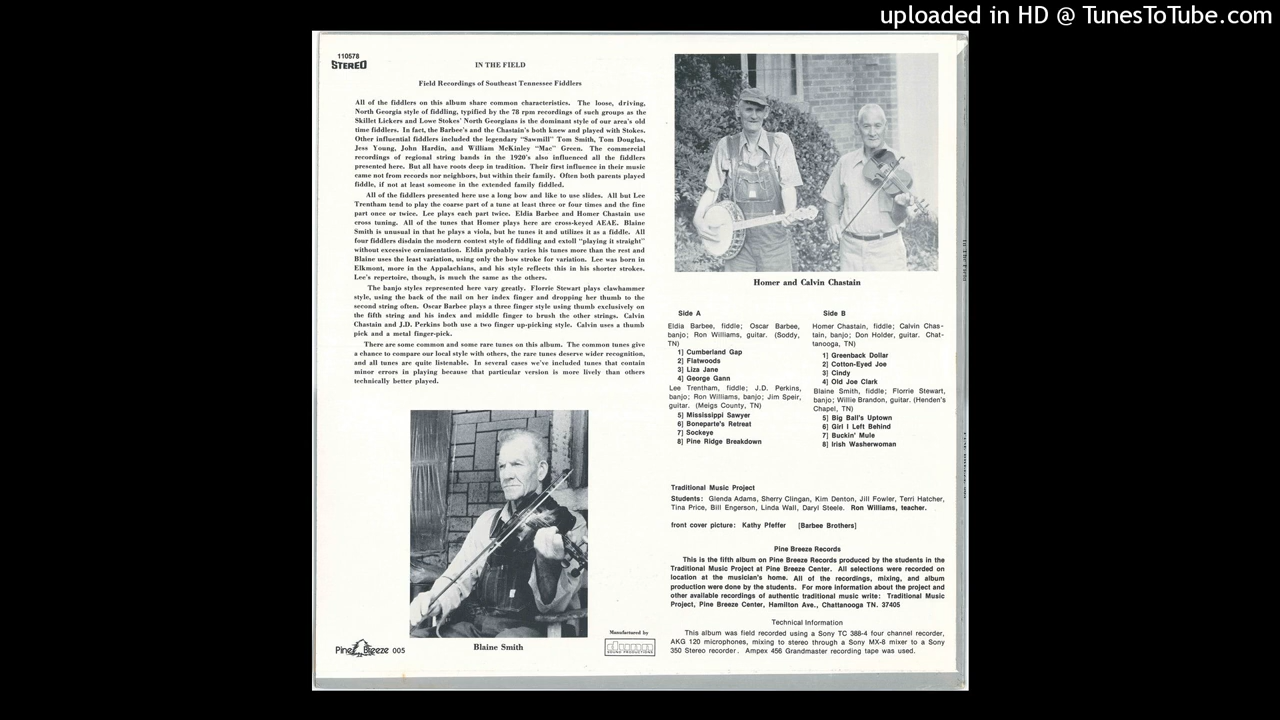 uploaded in HD @ TunesToTube.com
110578
STEREO
IN THE FIELD
Field Recordings of Southeast Tennessee Fiddlers
All of the fiddlers on this album share common characteristics. The loose, driving,
North Georgia style of fiddling, typified by the 78 rpm recordings of such groups as the
Skillet Lickers and Lowe Stokes' North Georgians is the dominant style of our area's old
time fiddlers. In fact, the Barbee's and the Chastain's both knew and played with Stokes.
Other influential fiddlers included the legendary "Sawmill" Tom Smith, Tom Douglas,
Jess Young, John Hardin, and William McKinley "Mac" Green. The commercial
recordings of regional string bands in the 1920's also influenced all the fiddlers
presented here. But all have roots deep in tradition. Their first influence in their music
came not from records nor neighbors, but within their family. Often both parents played
fiddle, if not at least someone in the extended family fiddled.
All of the fiddlers presented here use a long bow and like to use slides. All but Lee
Trentham tend to play the coarse part of a tune at least three or four times and the fine
part once or twice. Lee plays each part twice. Eldia Barbee and Homer Chastain use
cross tuning. All of the tunes that Homer plays here are cross-keyed AEAE. Blaine
Smith is unusual in that he plays a viola, but he tunes it and utilizes it as a fiddle. All
four fiddlers disdain the modern contest style of fiddling and extoll "playing it straight"
without excessive ornimentation. Eldia probably varies his tunes more than the rest and
Blaine uses the least variation, using only the bow stroke for variation. Lee was born in
Elkmont, more in the Appalachians, and his style reflects this in his shorter strokes.
Lee's repertoire, though, is much the same as the others.
The banjo styles represented here vary greatly. Florrie Stewart plays clawhammer
style, using the back of the nail on her index finger and dropping her thumb to the
second string often. Oscar Barbee plays a three finger style using thumb exclusively on
the fifth string and his index and middle finger to brush the other strings. Calvin
Chastain and J.D. Perkins both use a two finger up-picking style. Calvin uses a thumb
pick and a metal finger-pick.
There are some common and some rare tunes on this album. The common tunes give
a chance to compare our local style with others, the rare tunes deserve wider recognition,
and all tunes are quite listenable. In several cases we've included tunes that contain
minor errors in playing because that particular version is more lively than others
technically better played.
Blaine Smith
Pine Breeze 005
Manufactured by
SOUND PRODUCTIONS
Homer and Calvin Chastain
Side A
Eldia Barbee, fiddle; Oscar Barbee,
banjo; Ron Williams, guitar. (Soddy,
TN)
1] Cumberland Gap
2] Flatwoods
3] Liza Jane
4] George Gann
Lee Trentham, fiddle; J.D. Perkins,
banjo; Ron Williams, banjo; Jim Speir,
guitar. (Meigs County, TN)
5] Mississippi Sawyer
6] Boneparte's Retreat
7] Sockeye
8] Pine Ridge Breakdown
Side B
Homer Chastain, fiddle; Calvin Chas-
tain, banjo; Don Holder, guitar. Chat-
tanooga, TN)
1] Greenback Dollar
2] Cotton-Eyed Joe
3] Cindy
4] Old Joe Clark
Blaine Smith, fiddle; Florrie Stewart,
banjo; Willie Brandon, guitar. (Henden's
Chapel, TN)
5] Big Ball's Uptown
6] Girl I Left Behind
7] Buckin' Mule
8] Irish Washerwoman
Traditional Music Project
Students: Glenda Adams, Sherry Clingan, Kim Denton, Jill Fowler, Terri Hatcher,
Tina Price, Bill Engerson, Linda Wall, Daryl Steele. Ron Williams, teacher.
front cover picture: Kathy Pfeffer [Barbee Brothers]
Pine Breeze Records
This is the fifth album on Pine Breeze Records produced by the students in the
Traditional Music Project at Pine Breeze Center. All selections were recorded on
location at the musician's home. All of the recordings, mixing, and album
production were done by the students. For more information about the project and
other available recordings of authentic traditional music write: Traditional Music
Project, Pine Breeze Center, Hamilton Ave., Chattanooga TN. 37405
Technical Information
This album was field recorded using a Sony TC 388-4 four channel recorder,
AKG 120 microphones, mixing to stereo through a Sony MX-8 mixer to a Sony
350 Stereo recorder. Ampex 456 Grandmaster recording tape was used.